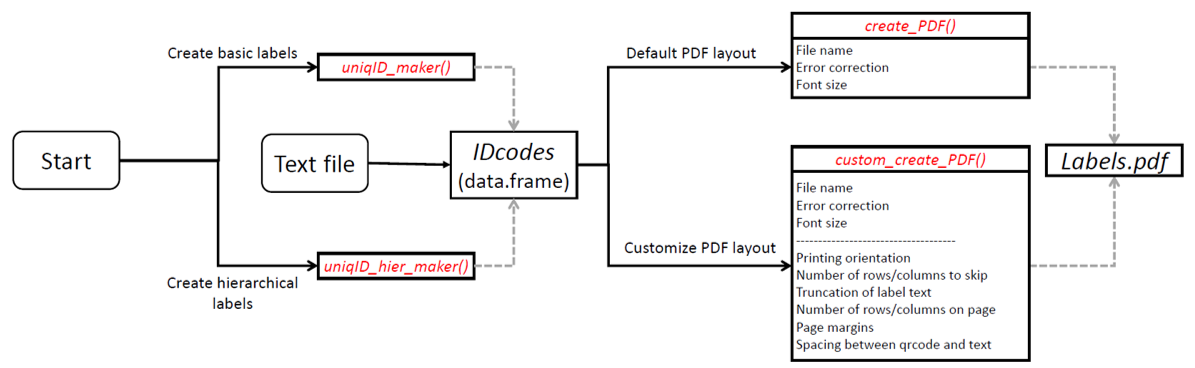 Start
Create basic labels
uniqID_maker()
Text file
IDcodes
(data.frame)
Create hierarchical
labels
uniqID_hier_maker()
Default PDF layout
create_PDF()
File name
Error correction
Font size
Customize PDF layout
custom_create_PDF()
File name
Error correction
Font size
------------------------------------
Printing orientation
Number of rows/columns to skip
Truncation of label text
Number of rows/columns on page
Page margins
Spacing between qrcode and text
Labels.pdf